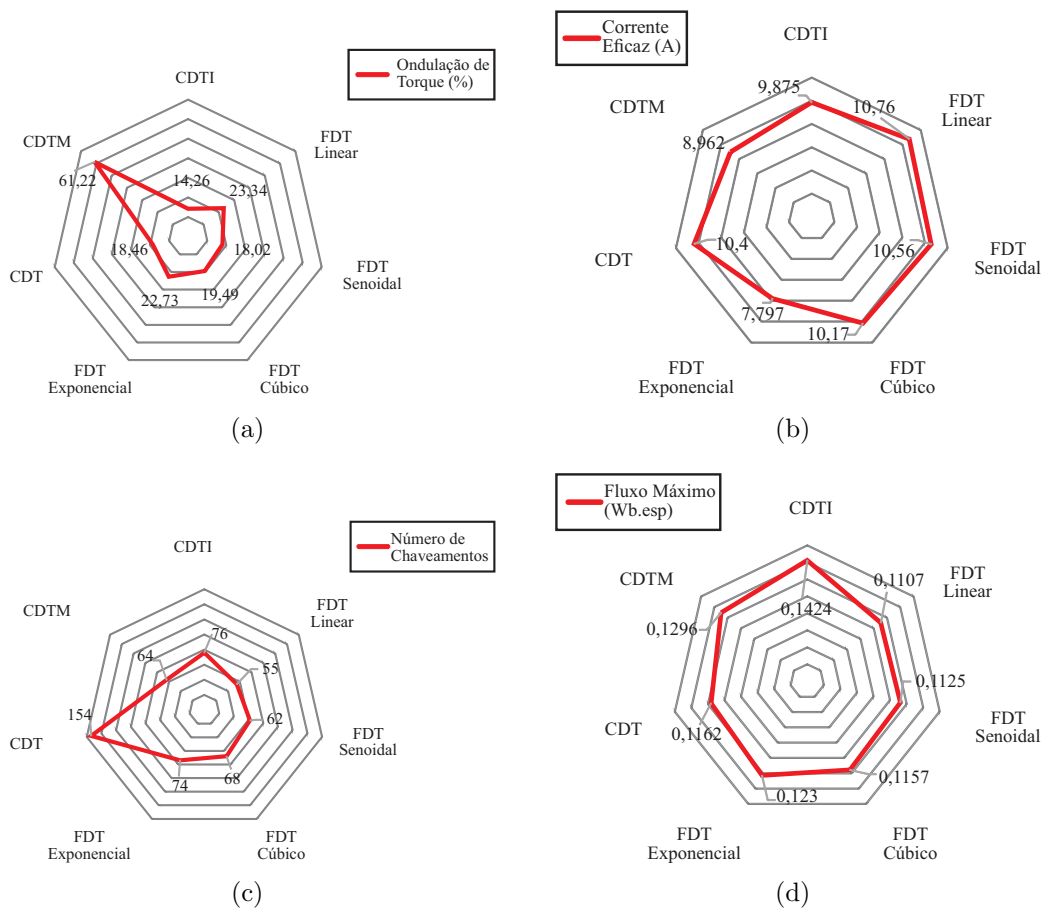 Ondulação de
Torque (%)
CDTI
CDTM
FDT
Linear
61,22
14,26
23,34
18,46
18,02
CDT
FDT
Senoidal
22,73
19,49
FDT
Exponencial
FDT
Cúbico
(a)
Corrente
Eficaz (A)
CDTI
9,875
CDTM
10,76
FDT
Linear
8,962
10,4
10,56
CDT
FDT
Senoidal
7,797
10,17
FDT
Exponencial
FDT
Cúbico
(b)
Número de
Chaveamentos
CDTI
CDTM
FDT
Linear
76
64
55
154
62
CDT
FDT
Senoidal
74
68
FDT
Exponencial
FDT
Cúbico
(c)
Fluxo Máximo
(Wb.esp)
CDTI
CDTM
0,1107
FDT
Linear
0,1424
0,1296
0,1125
0,1162
CDT
FDT
Senoidal
0,123
0,1157
FDT
Exponencial
FDT
Cúbico
(d)